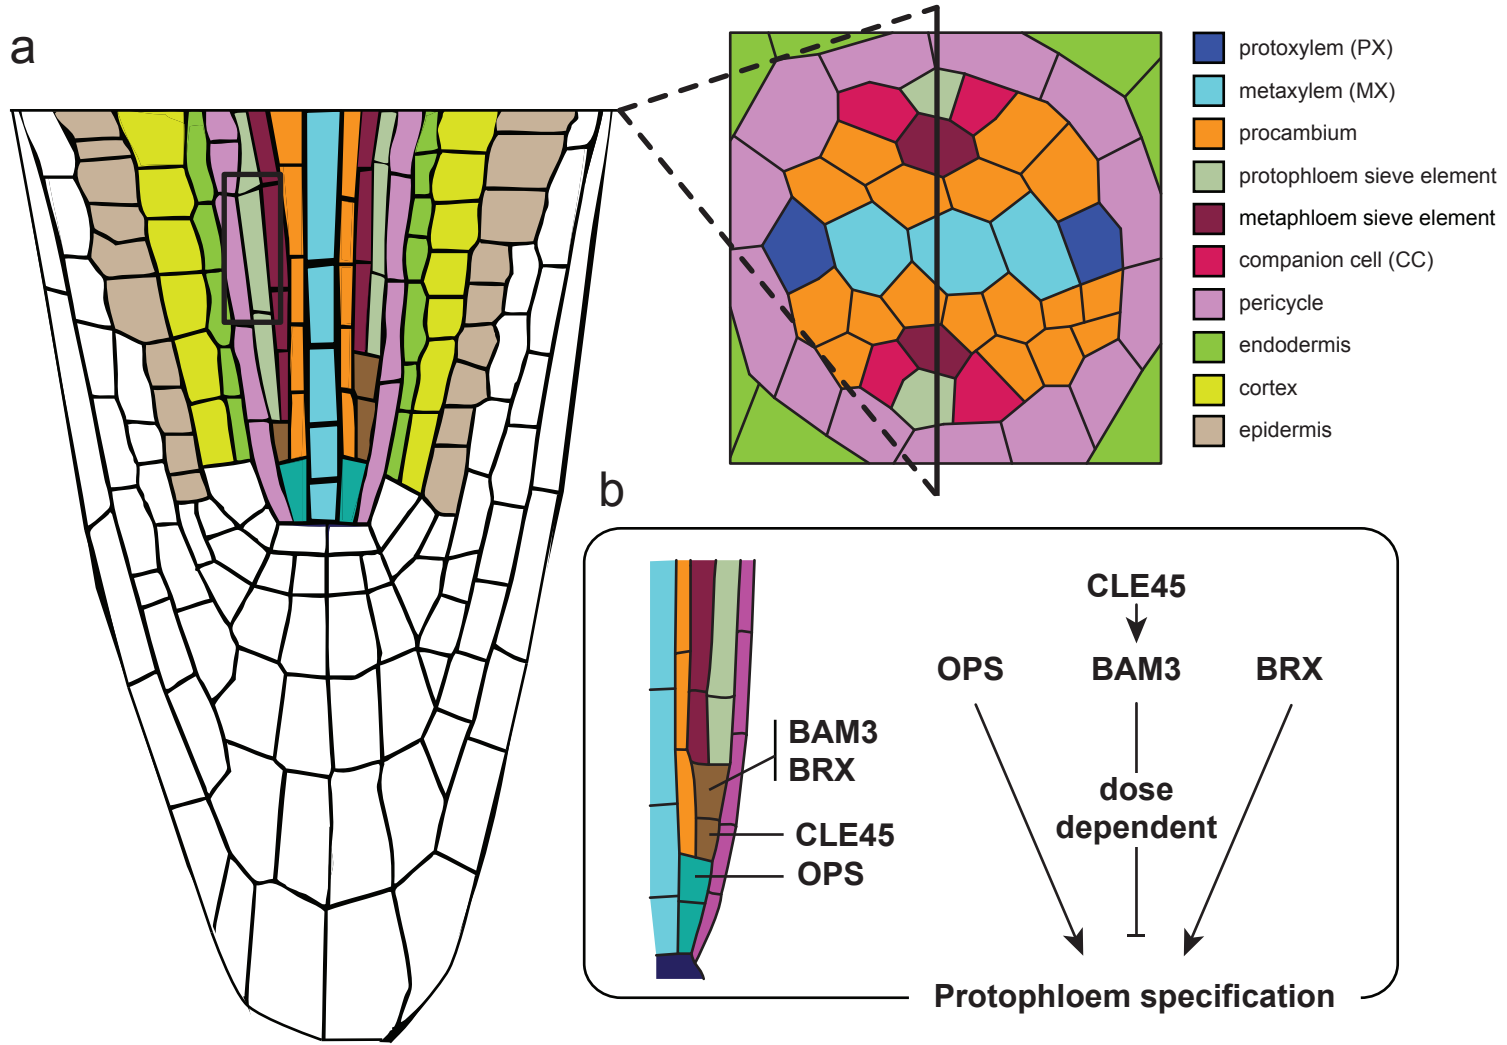 a
protoxylem (PX)
metaxylem (MX)
procambium
protophloem sieve element
metaphloem sieve element
companion cell (CC)
pericycle
endodermis
cortex
epidermis
b
BAM3
BRX
CLE45
OPS
CLE45
OPS BAM3 BRX
dose
dependent
Protophloem specification